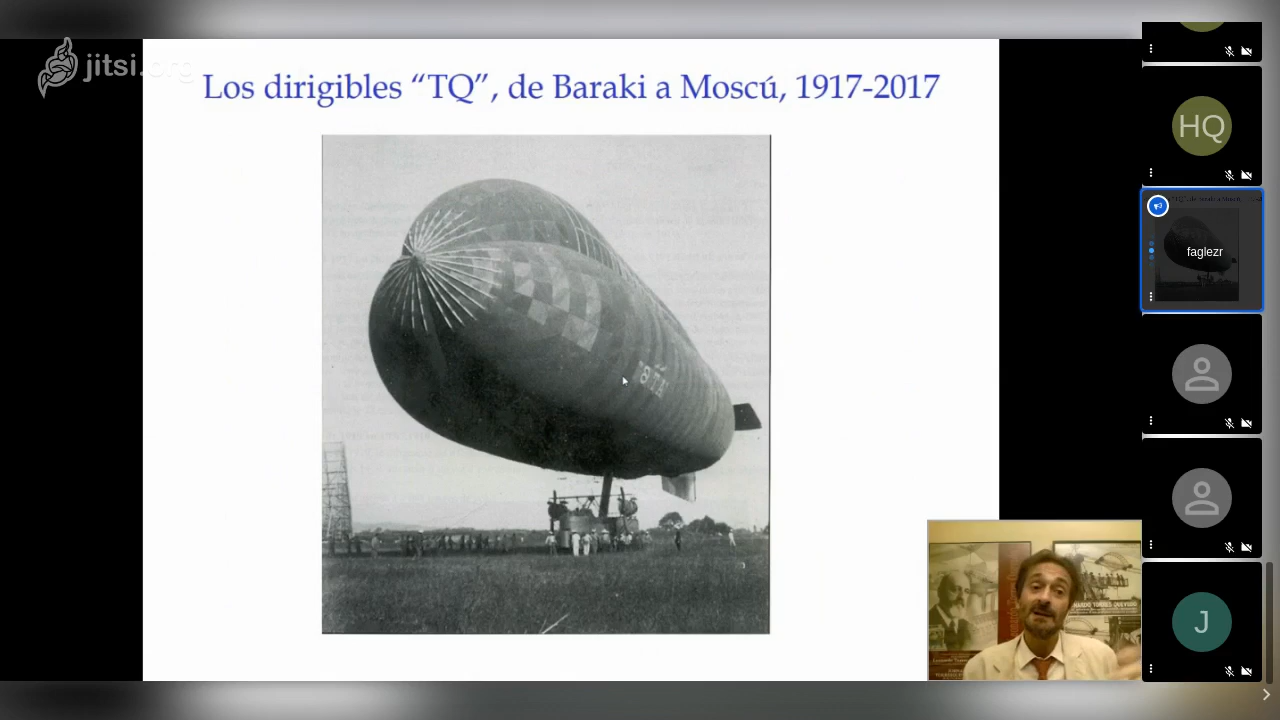 jitsi.org
Los dirigibles “TQ”, de Baraki a Moscú, 1917-2017
HQ
faglezr
J